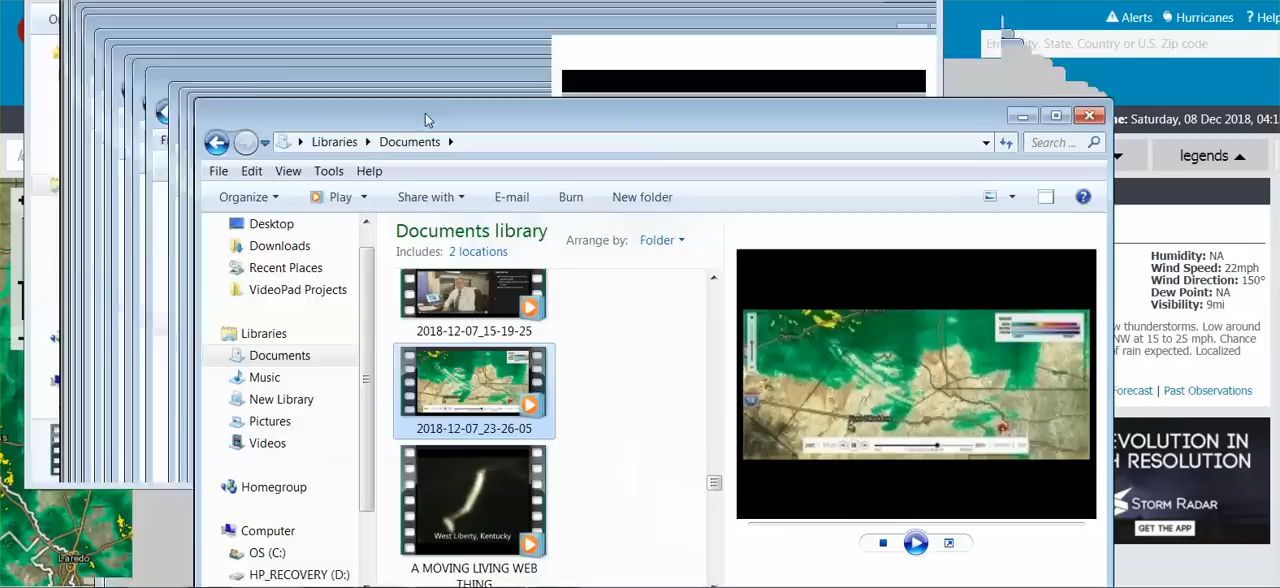 Alerts Hurricanes ? Help
City, State, Country or U.S. Zip code
Saturday, 08 Dec 2018, 04:1
Libraries Documents
Search ...
File Edit View Tools Help
legends
Organize Play Share with E-mail Burn New folder
Desktop
Downloads
Recent Places
VideoPad Projects
Libraries
Documents
Music
New Library
Pictures
Videos
Homegroup
Computer
OS (C:)
HP_RECOVERY (D:)
Documents library
Includes: 2 locations
Arrange by: Folder
2018-12-07_15-19-25
2018-12-07_23-26-05
West Liberty, Kentucky
A MOVING LIVING WEB
THING
Humidity: NA
Wind Speed: 22mph
Wind Direction: 150°
Dew Point: NA
Visibility: 9mi
w thunderstorms. Low around
NW at 15 to 25 mph. Chance
of rain expected. Localized
Forecast | Past Observations
EVOLUTION IN
H RESOLUTION
STORM RADAR
GET THE APP
Laredo